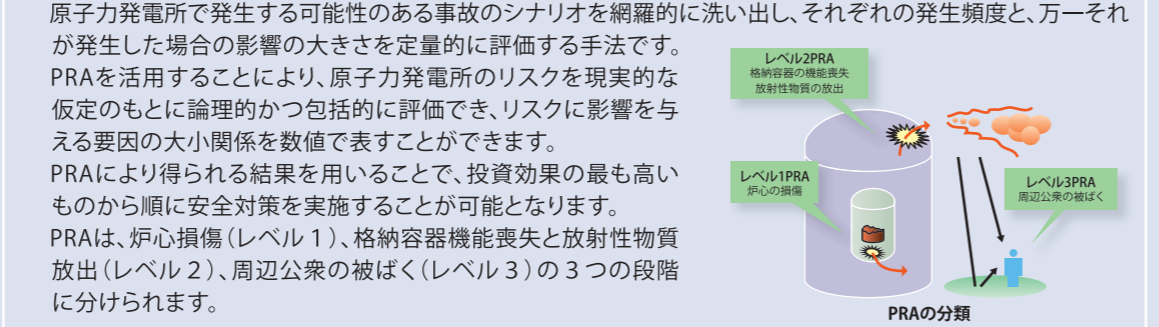 原子力発電所で発生する可能性のある事故のシナリオを網羅的に洗い出し、それぞれの発生頻度と、万一それ
が発生した場合の影響の大きさを定量的に評価する手法です。
PRAを活用することにより、原子力発電所のリスクを現実的な
仮定のもとに論理的かつ包括的に評価でき、リスクに影響を与
える要因の大小関係を数値で表すことができます。
PRAにより得られる結果を用いることで、投資効果の最も高い
ものから順に安全対策を実施することが可能となります。
PRAは、炉心損傷(レベル1)、格納容器機能喪失と放射性物質
放出(レベル2)、周辺公衆の被ばく(レベル3)の3つの段階
に分けられます。
レベル2PRA
格納容器の機能喪失
放射性物質の放出
レベル1PRA
炉心の損傷
レベル3PRA
周辺公衆の被ばく
PRAの分類